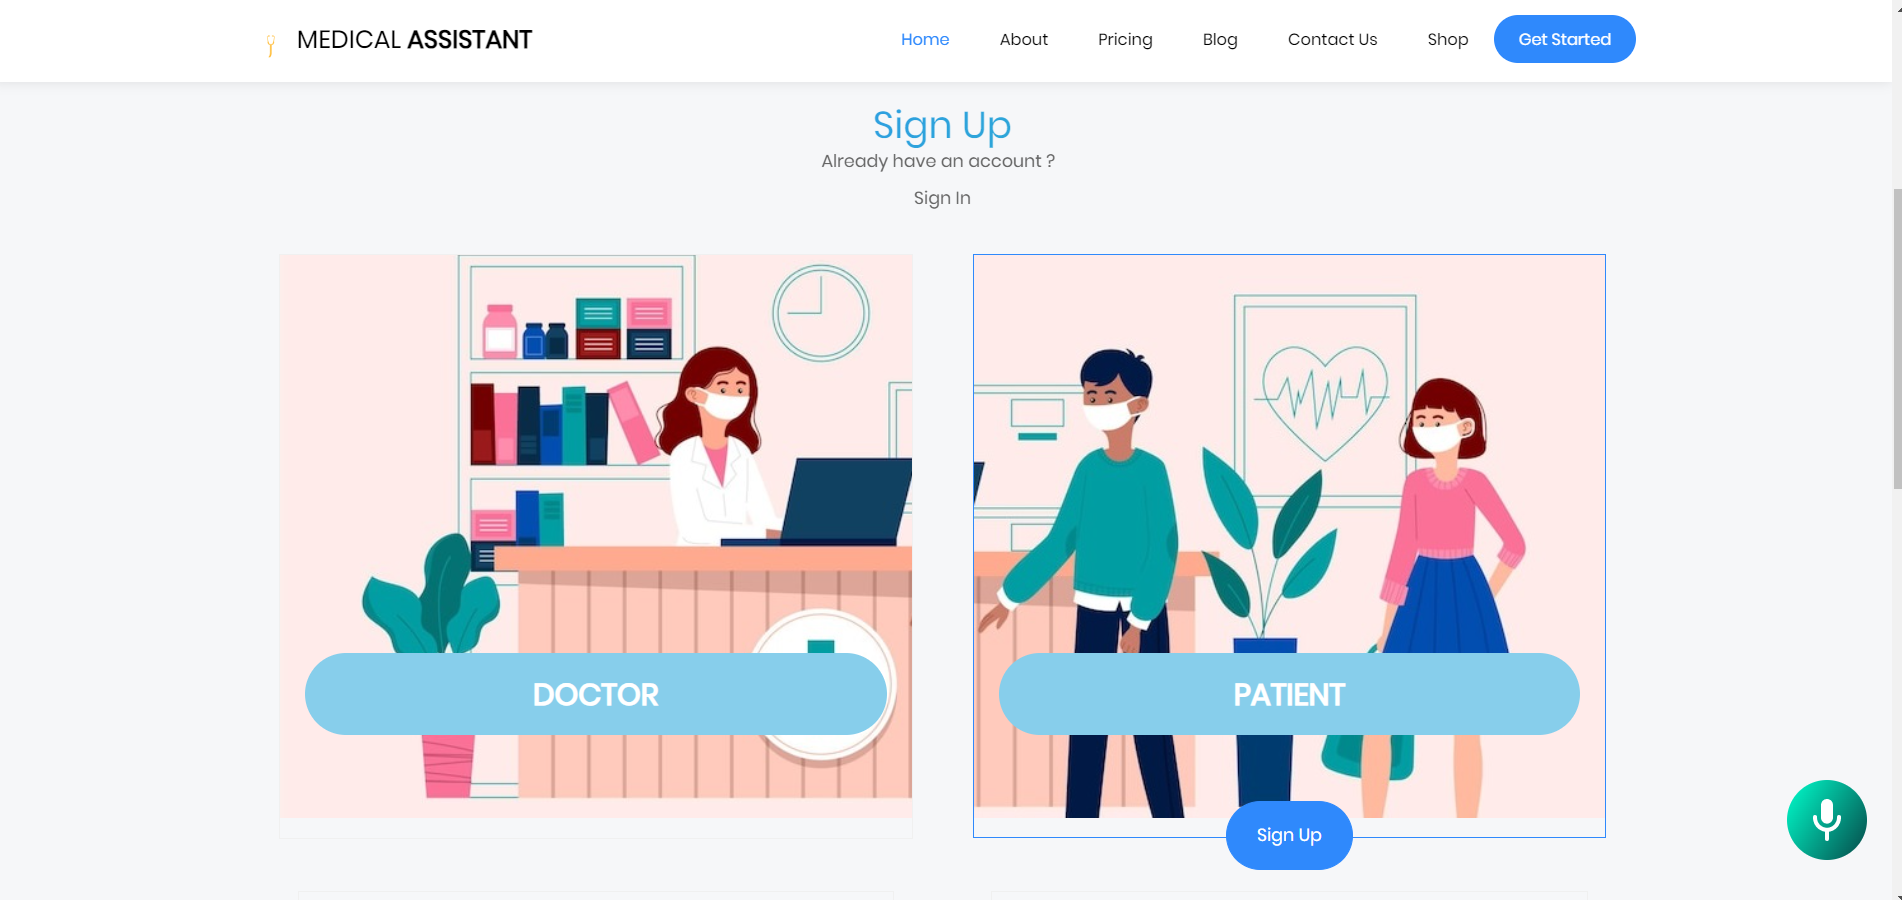 MEDICAL ASSISTANT
Home About Pricing Blog Contact Us Shop Get Started
Sign Up
Already have an account ?
Sign In
DOCTOR
PATIENT
Sign Up